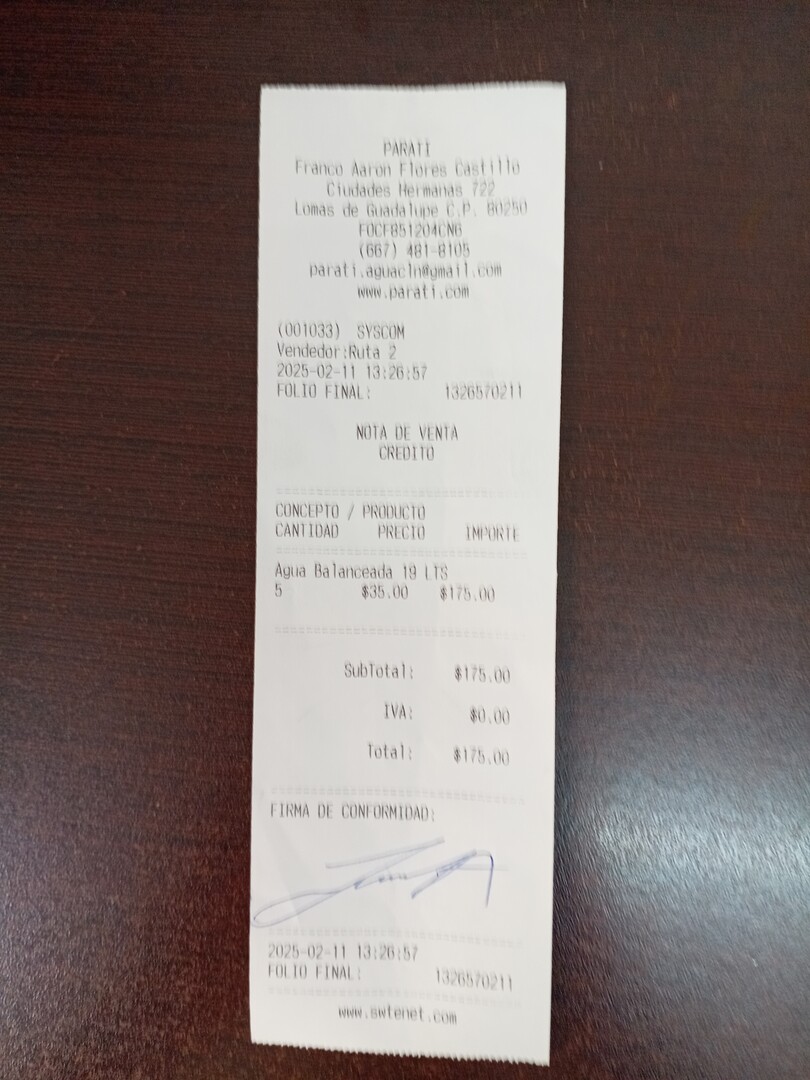 PARATI
Franco Aaron Flores Castillo
Ciudades Hermanas 722
Lomas de Guadalupe C.P. 80250
FOCF851204CN6
(667) 481-8105
parati.aguacln@gmail.com
www.parati.com
(001033) SYSCOM
Vendedor:Ruta 2
2025-02-11 13:26:57
FOLIO FINAL: 1326570211
NOTA DE VENTA
CREDITO
CONCEPTO / PRODUCTO
CANTIDAD PRECIO IMPORTE
Agua Balanceada 19 LTS
5 $35.00 $175.00
SubTotal: $175.00
IVA: $0.00
Total: $175.00
FIRMA DE CONFORMIDAD:
2025-02-11 13:26:57
FOLIO FINAL: 1326570211
www.swtenet.com